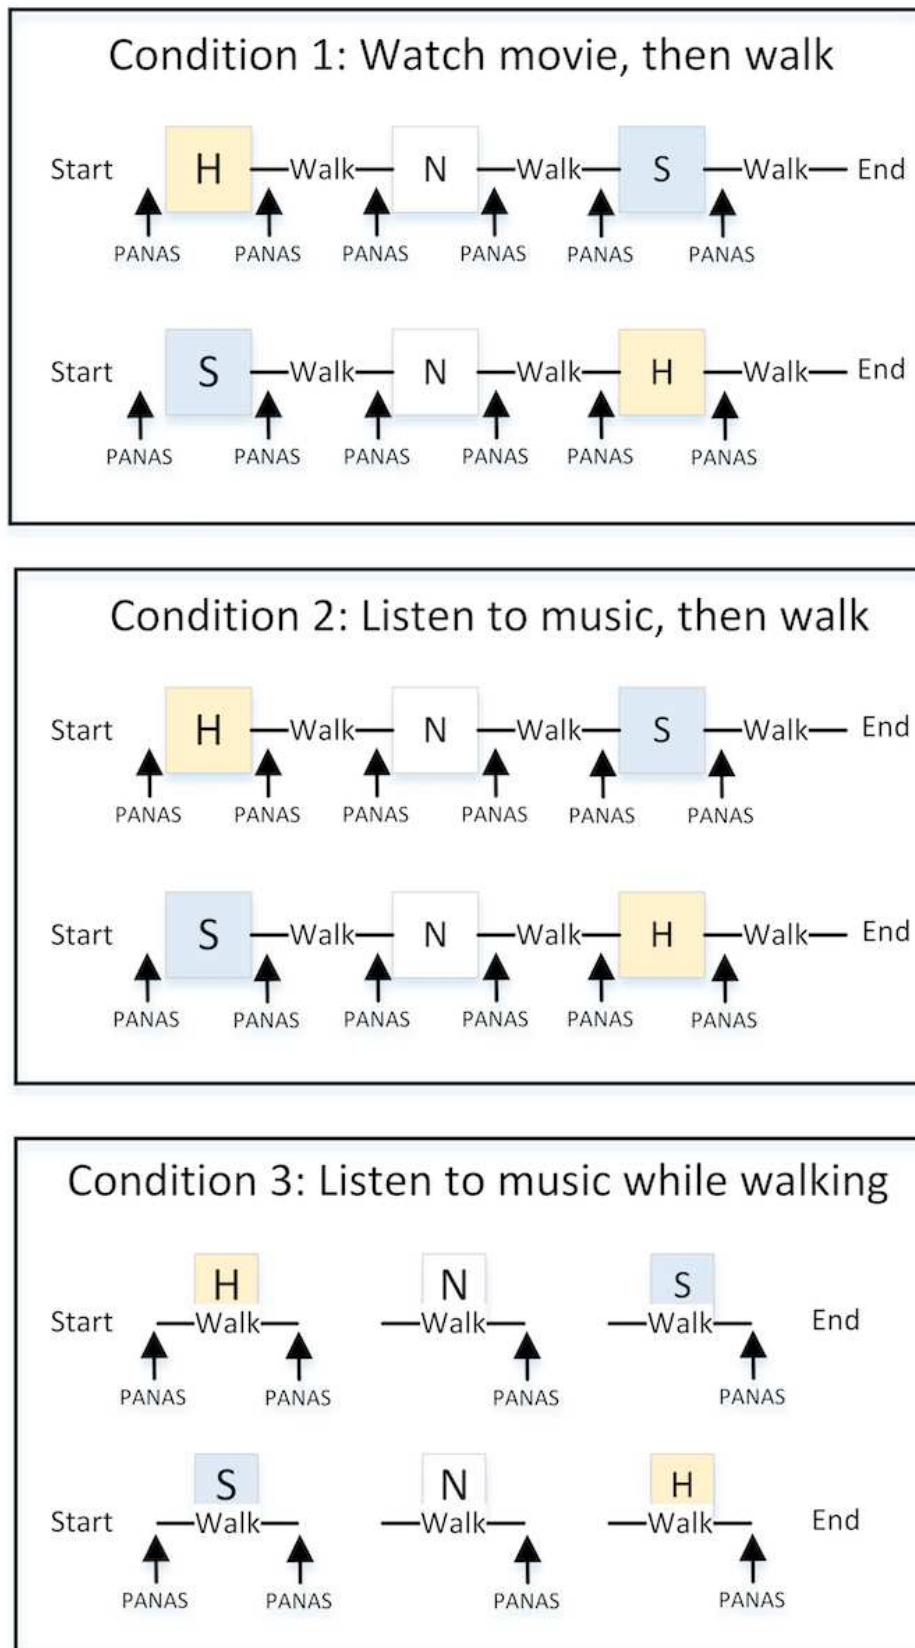 Condition 1: Watch movie, then walk
Start H Walk N Walk S Walk End
PANAS PANAS PANAS PANAS PANAS PANAS
Start S Walk N Walk H Walk End
PANAS PANAS PANAS PANAS PANAS PANAS
Condition 2: Listen to music, then walk
Start H Walk N Walk S Walk End
PANAS PANAS PANAS PANAS PANAS PANAS
Start S Walk N Walk H Walk End
PANAS PANAS PANAS PANAS PANAS PANAS
Condition 3: Listen to music while walking
H N S
Start Walk Walk Walk End
PANAS PANAS PANAS PANAS
S N H
Start Walk Walk Walk End
PANAS PANAS PANAS PANAS